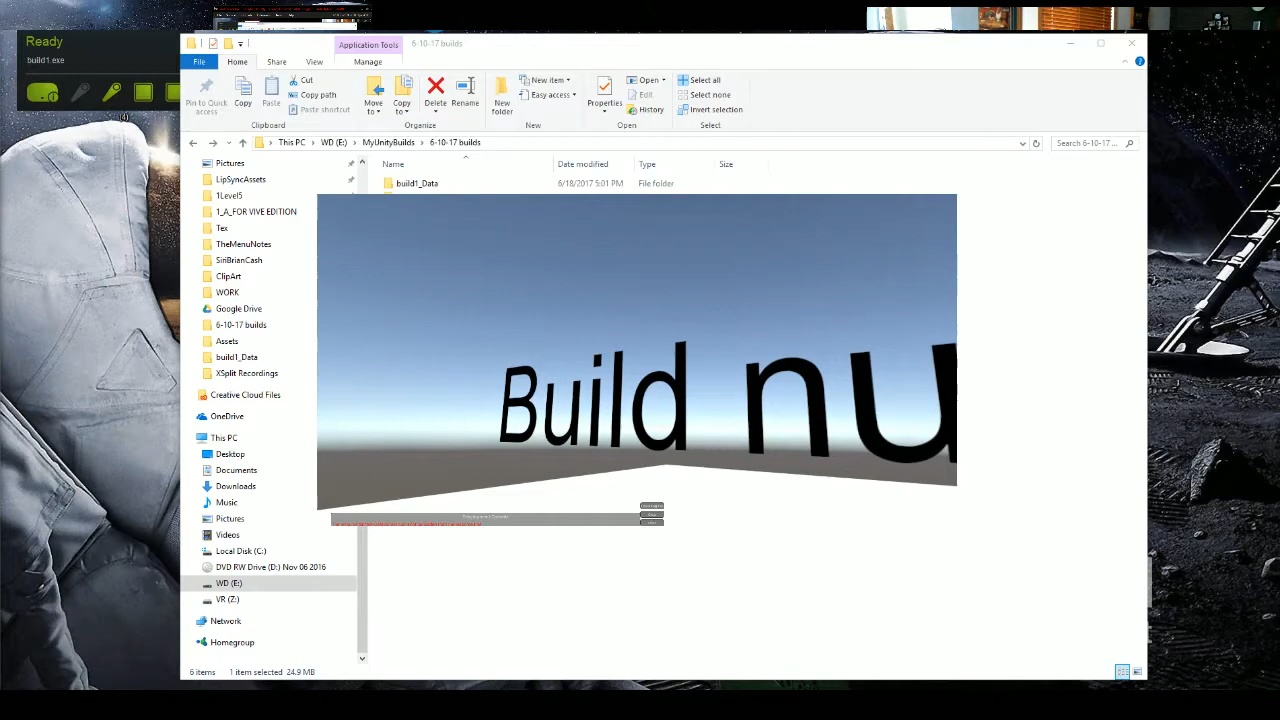 Ready
build1.exe
Application Tools
6-10-17 builds
File
Home
Share
View
Manage
Pin to Quick access
Copy
Paste
Cut
Copy path
Paste shortcut
Clipboard
Move to
Copy to
Delete
Rename
Organize
New folder
New item
Easy access
New
Properties
Open
Edit
History
Open
Select all
Select none
Invert selection
Select
This PC > WD (E:) > MyUnityBuilds > 6-10-17 builds
Search 6-10-17 ...
Name
Date modified
Type
Size
build1_Data
6/18/2017 5:01 PM
File folder
Pictures
LipSyncAssets
1Level5
1_A_FOR VIVE EDITION
Tex
TheMenuNotes
SiriBrianCash
ClipArt
WORK
Google Drive
6-10-17 builds
Assets
build1_Data
XSplit Recordings
Creative Cloud Files
OneDrive
This PC
Desktop
Documents
Downloads
Music
Pictures
Videos
Local Disk (C:)
DVD RW Drive (D:) Nov 06 2016
WD (E:)
VR (Z:)
Network
Homegroup
Build nu
6 items
1 item selected 24.9 MB